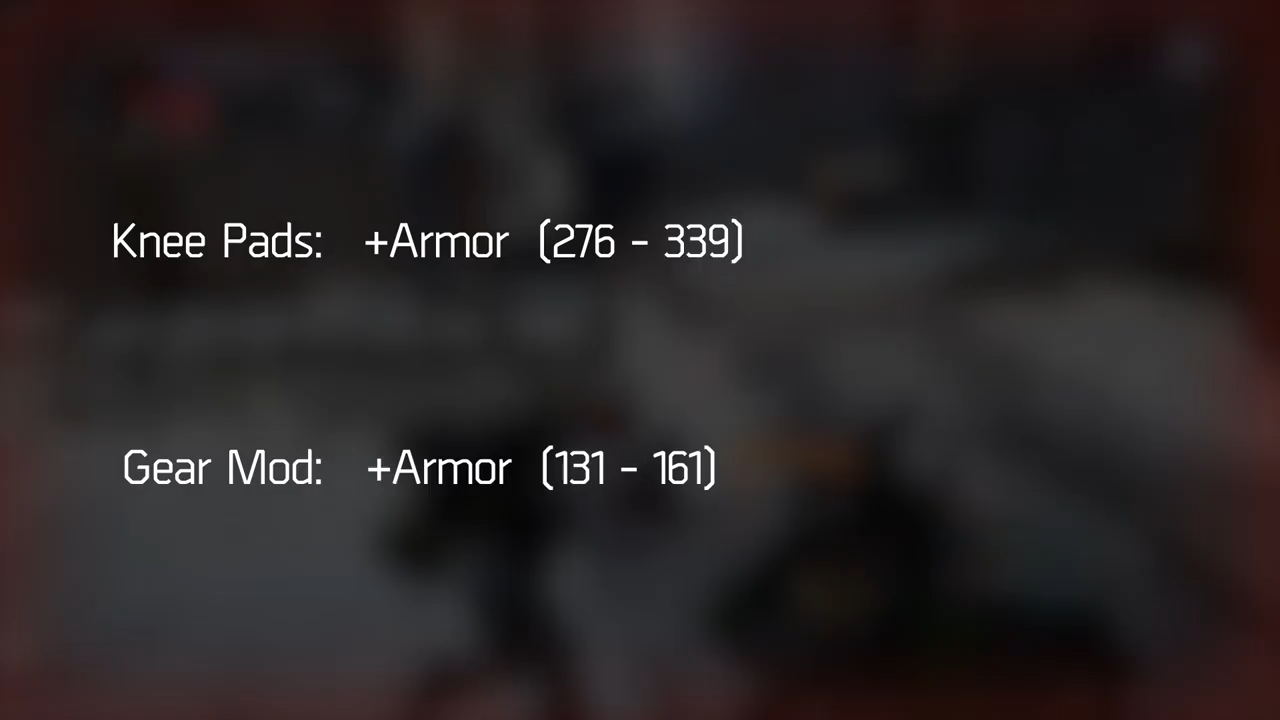 Knee Pads: +Armor (276 - 339)
Gear Mod: +Armor (131 - 161)